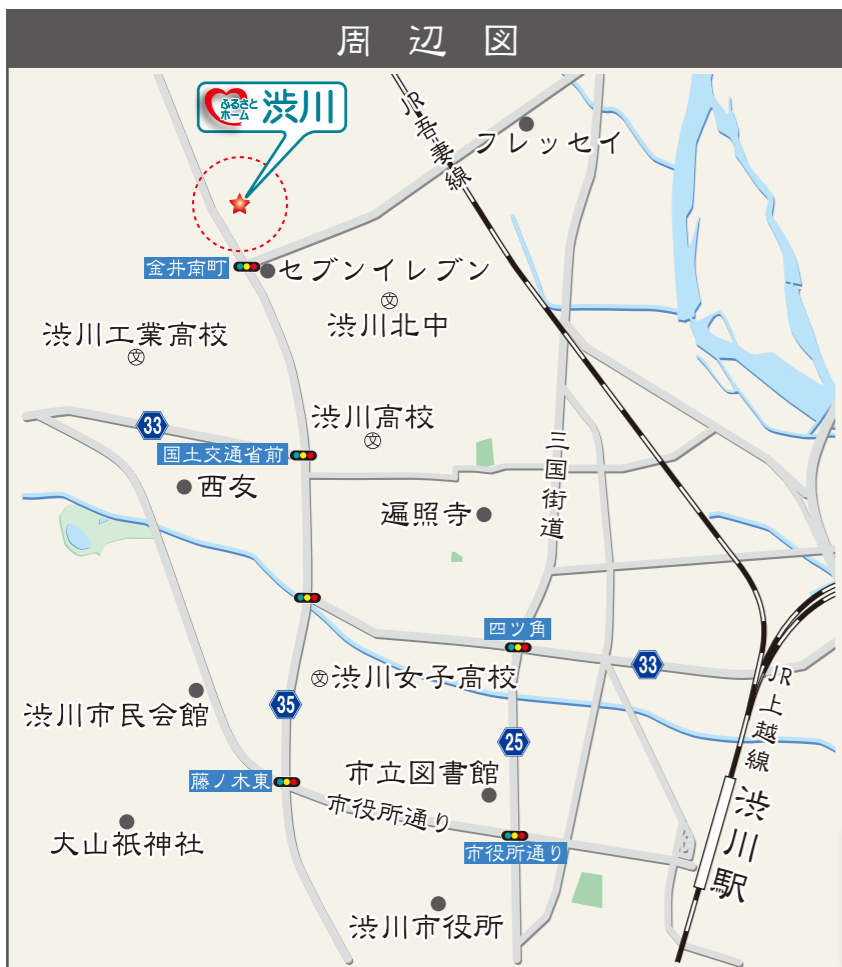 周辺図
ふるさと
ホーム
渋川
JR吾妻線
フレッセイ
金井南町
セブンイレブン
渋川北中
文
渋川工業高校
文
33
渋川高校
文
国土交通省前
三国街道
西友
遍照寺
四ツ角
33
文
渋川女子高校
JR上越線
渋川市民会館
35
25
藤ノ木東
市立図書館
市役所通り
渋川駅
大山祇神社
市役所通り
渋川市役所